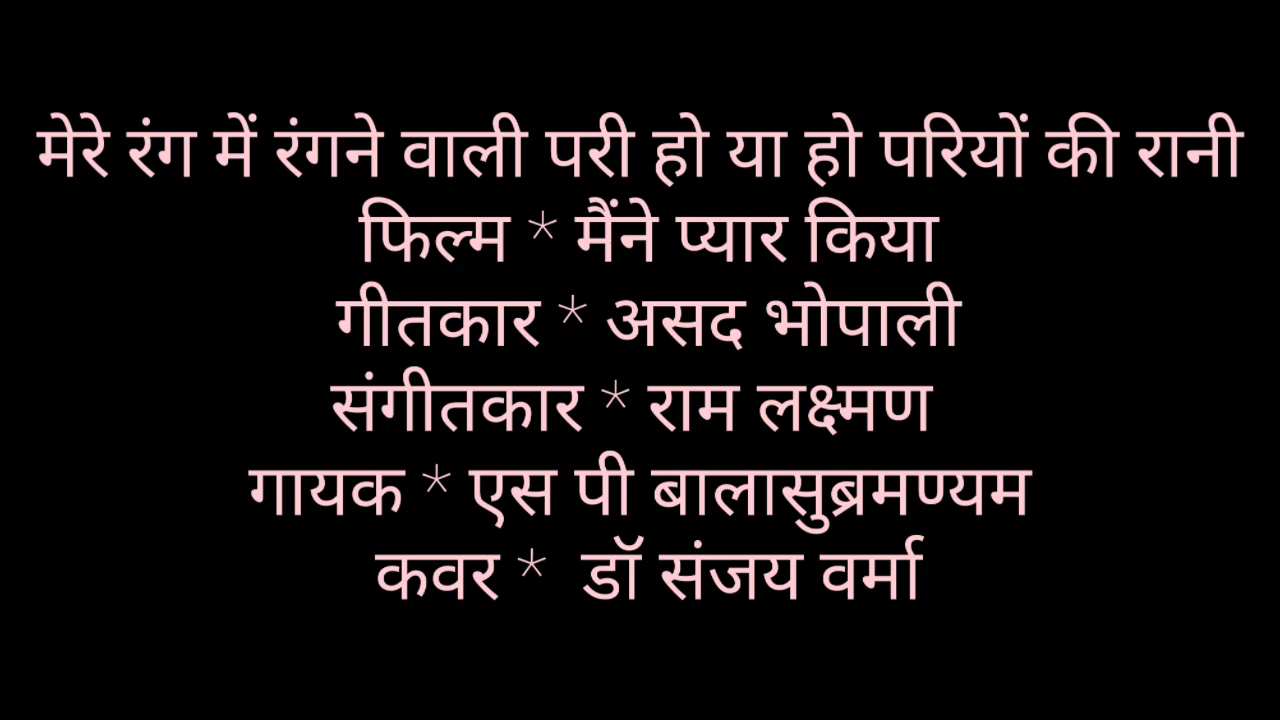 मेरे रंग में रंगने वाली परी हो या हो परियों की रानी
फिल्म * मैंने प्यार किया
गीतकार * असद भोपाली
संगीतकार * राम लक्ष्मण
गायक * एस पी बालासुब्रमण्यम
कवर * डॉ संजय वर्मा